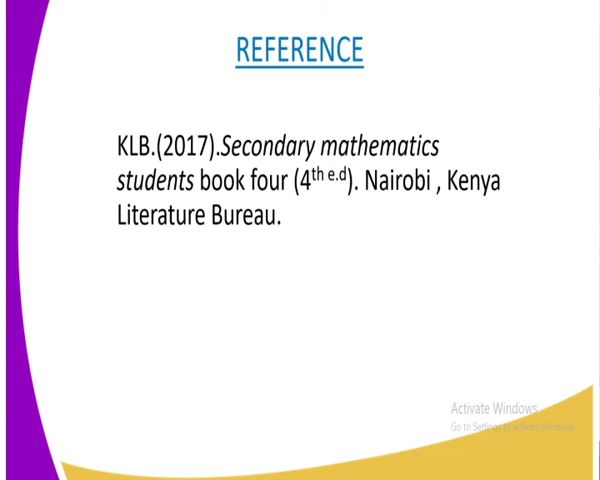 REFERENCE
KLB.(2017).Secondary mathematics
students book four (4th e.d). Nairobi , Kenya
Literature Bureau.
Activate Windows
Go to Settings to activate Windows.